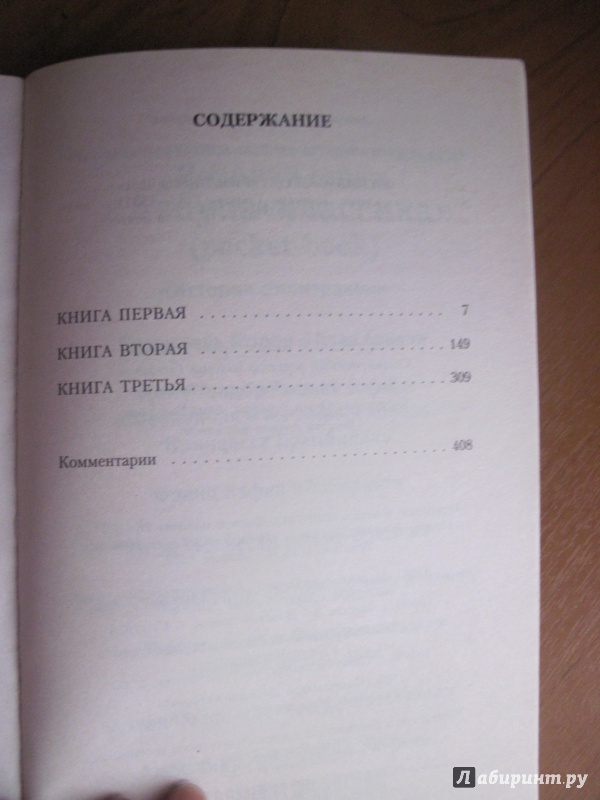 СОДЕРЖАНИЕ
КНИГА ПЕРВАЯ . . . . . . . . . . . . . . . . . . . . . . . . 7
КНИГА ВТОРАЯ . . . . . . . . . . . . . . . . . . . . . . . . 149
КНИГА ТРЕТЬЯ . . . . . . . . . . . . . . . . . . . . . . . . 309
Комментарии . . . . . . . . . . . . . . . . . . . . . . . . 408
Лабиринт.ру